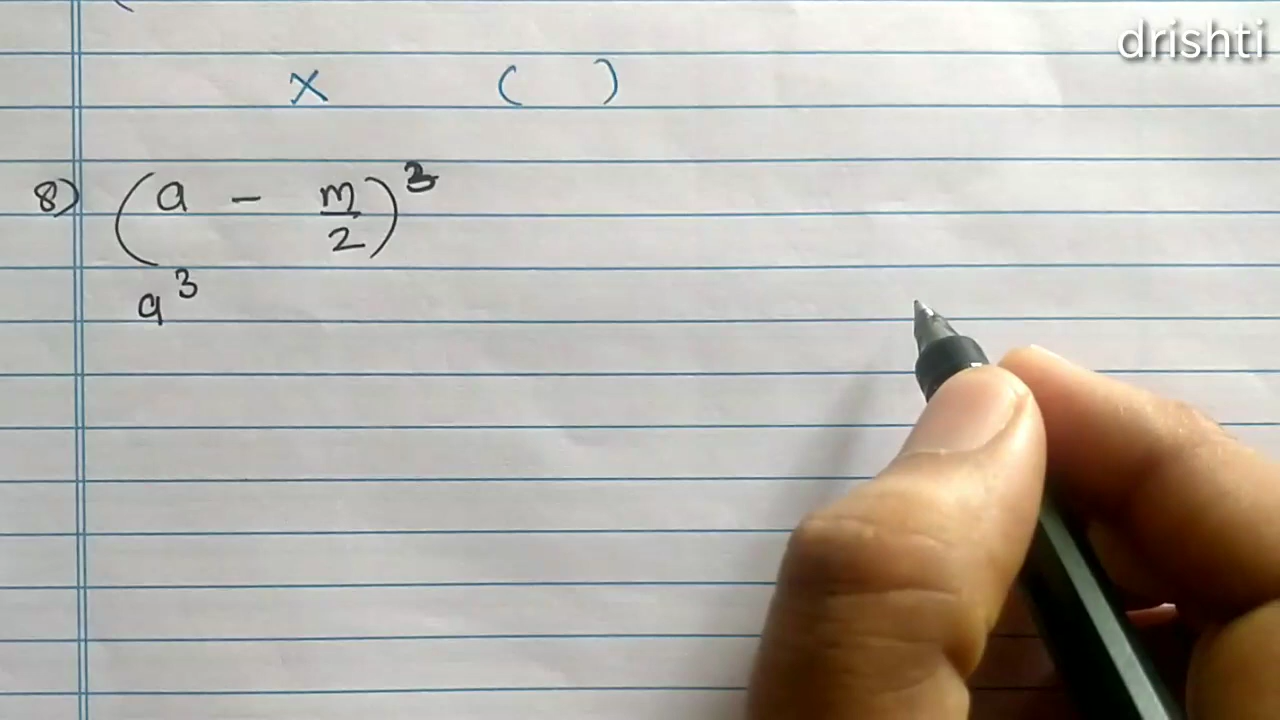 drishti
× ( )
8) (a - m/2)³
a³